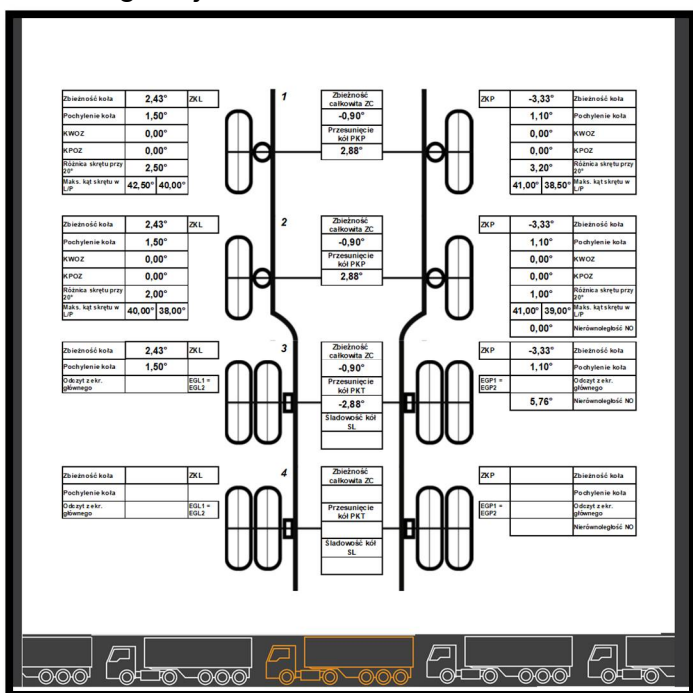 1
Zbieżność koła 2,43° ZKL
Pochylenie koła 1,50°
KWOZ 0,00°
KPOZ 0,00°
Różnica skrętu przy 20° 2,50°
Maks. kąt skrętu w L/P 42,50° 40,00°
Zbieżność całkowita ZC
-0,90°
Przesunięcie kół PKP
2,88°
ZKP -3,33° Zbieżność koła
1,10° Pochylenie koła
0,00° KWOZ
0,00° KPOZ
3,20° Różnica skrętu przy 20°
41,00° 38,50° Maks. kąt skrętu w L/P
2
Zbieżność koła 2,43° ZKL
Pochylenie koła 1,50°
KWOZ 0,00°
KPOZ 0,00°
Różnica skrętu przy 20° 2,00°
Maks. kąt skrętu w L/P 40,00° 38,00°
Zbieżność całkowita ZC
-0,90°
Przesunięcie kół PKP
2,88°
ZKP -3,33° Zbieżność koła
1,10° Pochylenie koła
0,00° KWOZ
0,00° KPOZ
1,00° Różnica skrętu przy 20°
41,00° 39,00° Maks. kąt skrętu w L/P
0,00° Nierównoległość NO
3
Zbieżność koła 2,43° ZKL
Pochylenie koła 1,50°
Odczyt z ekr. głównego EGL1 = EGL2
Zbieżność całkowita ZC
-0,90°
Przesunięcie kół PKT
-2,88°
Śladowość kół SL
ZKP -3,33° Zbieżność koła
1,10° Pochylenie koła
EGP1 = EGP2 Odczyt z ekr. głównego
5,76° Nierównoległość NO
4
Zbieżność koła ZKL
Pochylenie koła
Odczyt z ekr. głównego EGL1 = EGL2
Zbieżność całkowita ZC
Przesunięcie kół PKT
Śladowość kół SL
ZKP Zbieżność koła
Pochylenie koła
EGP1 = EGP2 Odczyt z ekr. głównego
Nierównoległość NO